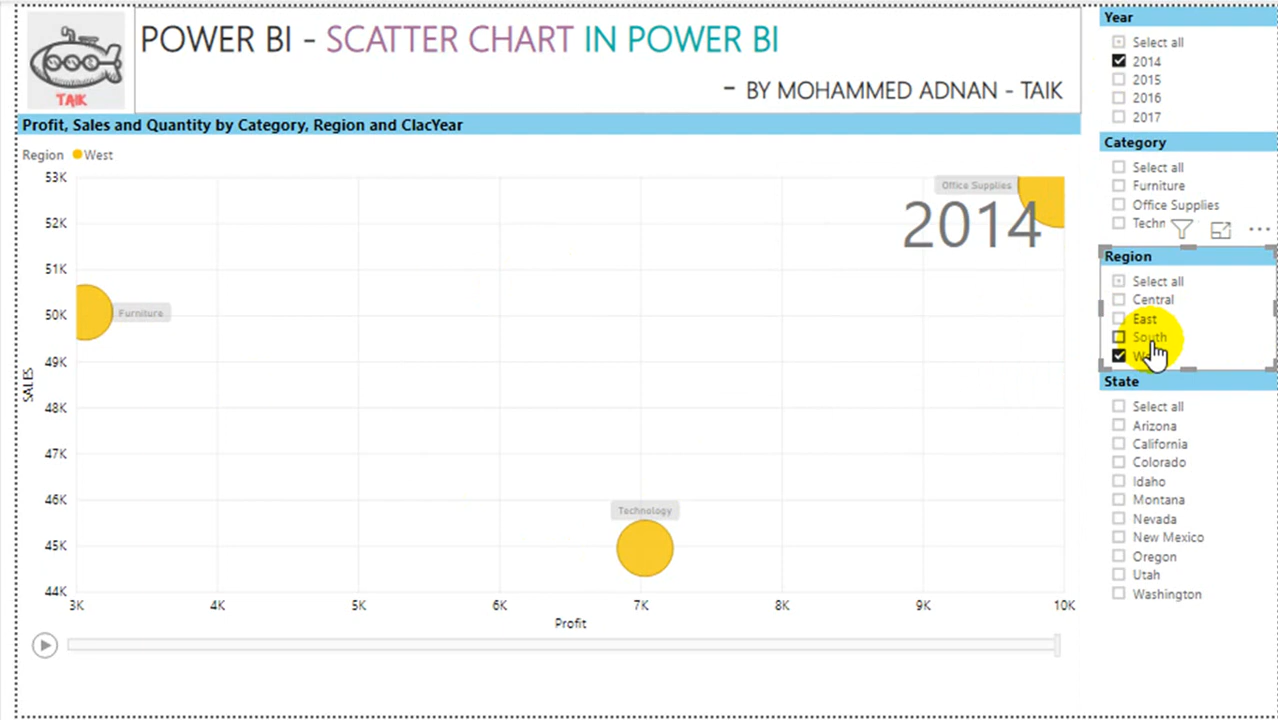 TAIK
POWER BI - SCATTER CHART IN POWER BI
- BY MOHAMMED ADNAN - TAIK
Profit, Sales and Quantity by Category, Region and ClacYear
Region West
53K
52K
51K
50K
49K
48K
47K
46K
45K
44K
SALES
Office Supplies
2014
Furniture
Technology
3K 4K 5K 6K 7K 8K 9K 10K
Profit
Year
Select all
2014
2015
2016
2017
Category
Select all
Furniture
Office Supplies
Techn
Region
Select all
Central
East
South
State
Select all
Arizona
California
Colorado
Idaho
Montana
Nevada
New Mexico
Oregon
Utah
Washington